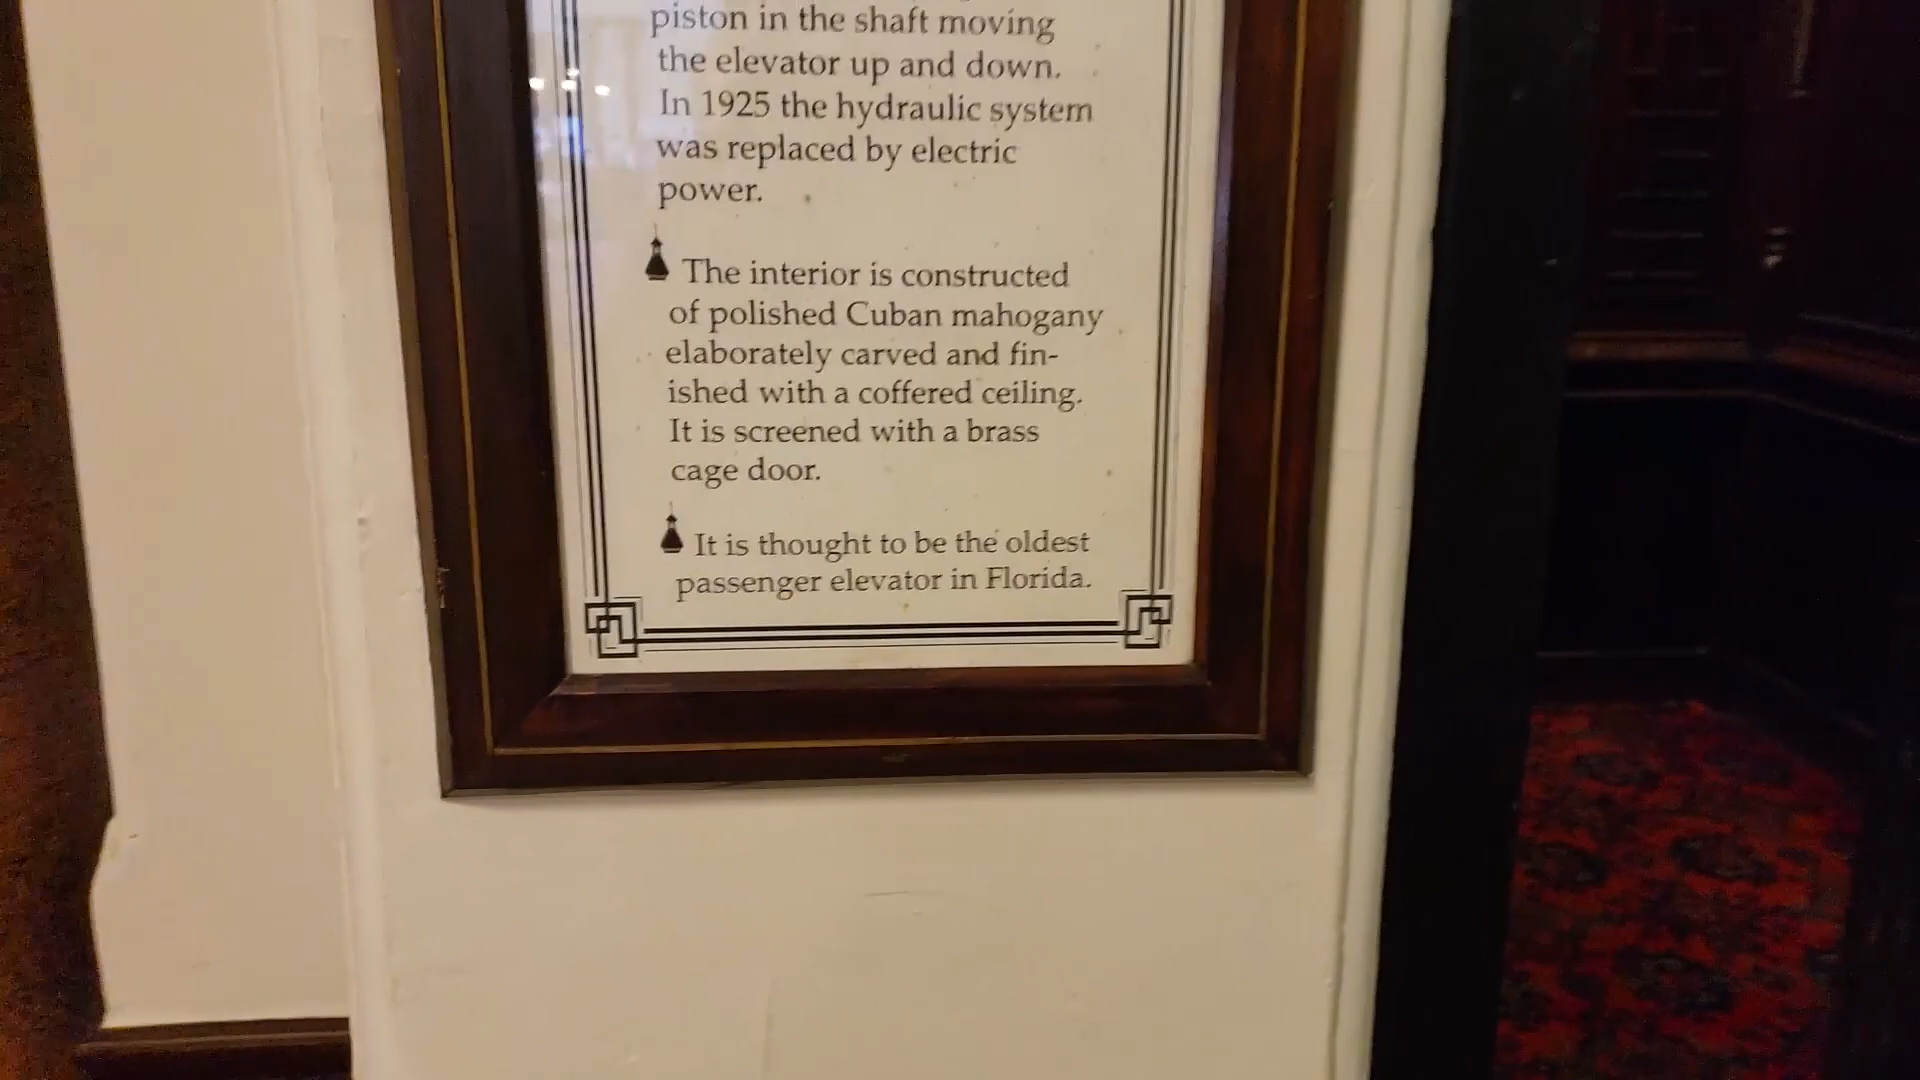 piston in the shaft moving
the elevator up and down.
In 1925 the hydraulic system
was replaced by electric
power.
The interior is constructed
of polished Cuban mahogany
elaborately carved and fin-
ished with a coffered ceiling.
It is screened with a brass
cage door.
It is thought to be the oldest
passenger elevator in Florida.